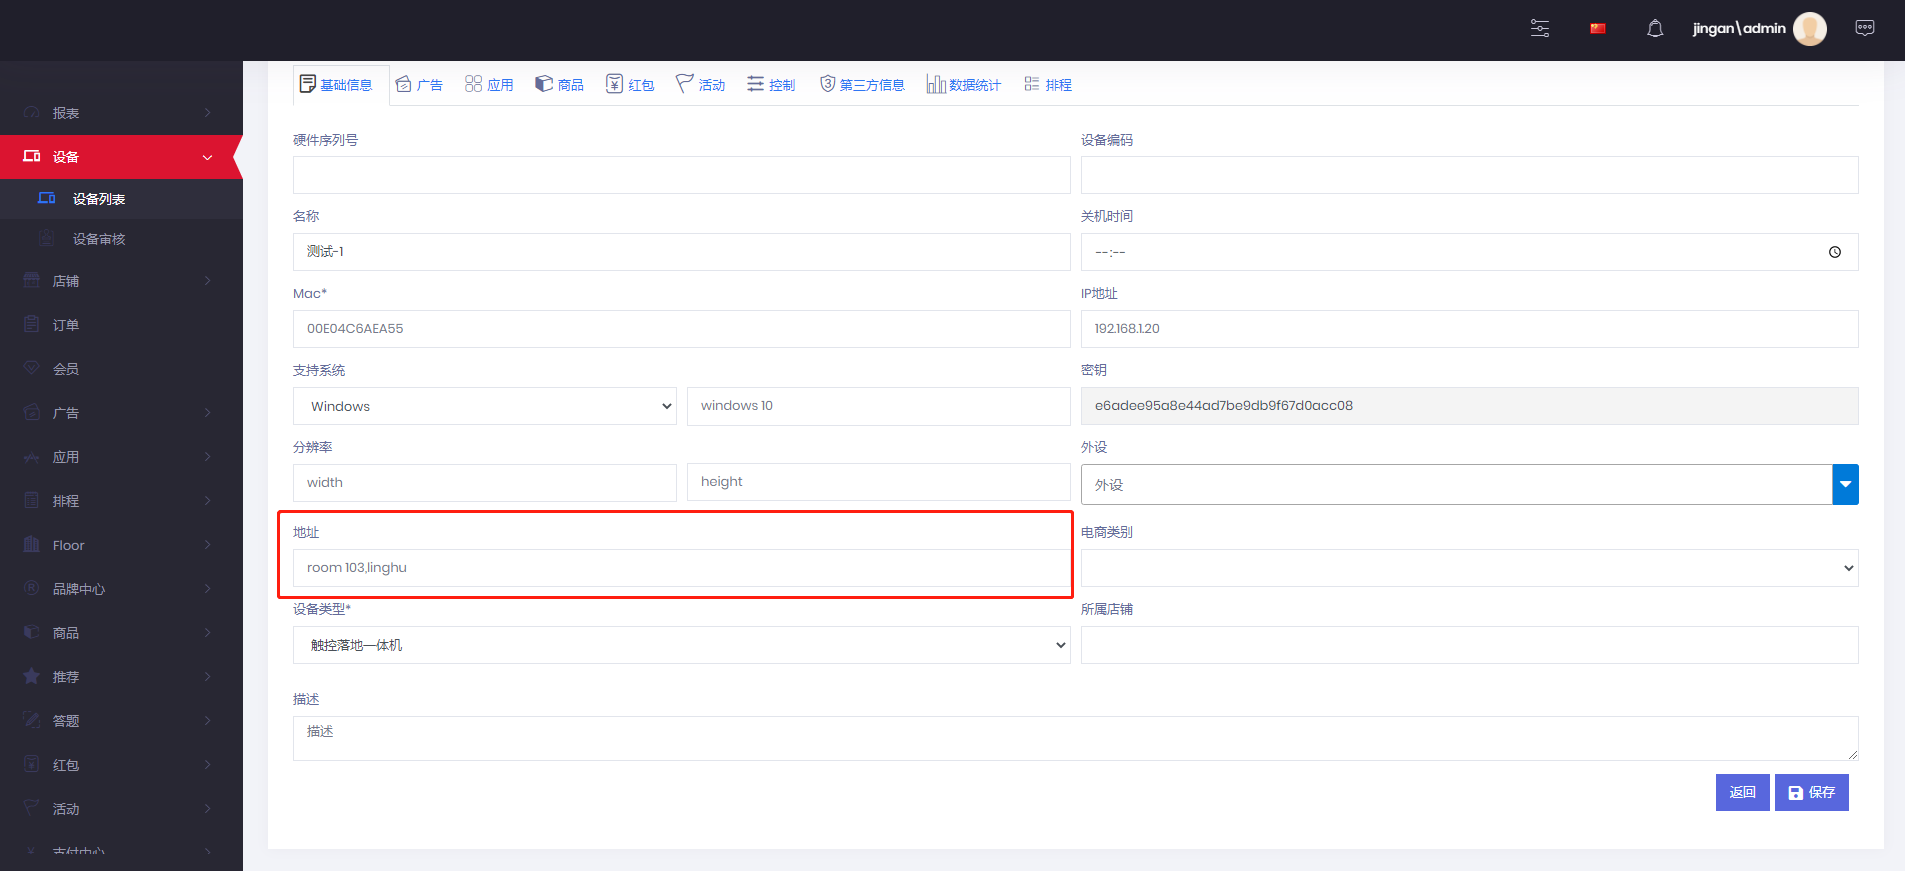 jingan\admin
基础信息 广告 应用 商品 红包 活动 控制 第三方信息 数据统计 排程
报表
设备
设备列表
设备审核
店铺
订单
会员
广告
应用
排程
Floor
品牌中心
商品
推荐
答题
红包
活动
支付中心
硬件序列号 设备编码
名称 关机时间
测试-1 --:--
Mac* IP地址
00E04C6AEA55 192.168.1.20
支持系统 密钥
Windows windows 10 e6adee95a8e44ad7be9db9f67d0acc08
分辨率 外设
width height 外设
地址 电商类别
room 103,linghu
设备类型* 所属店铺
触控落地一体机
描述
描述
返回 保存